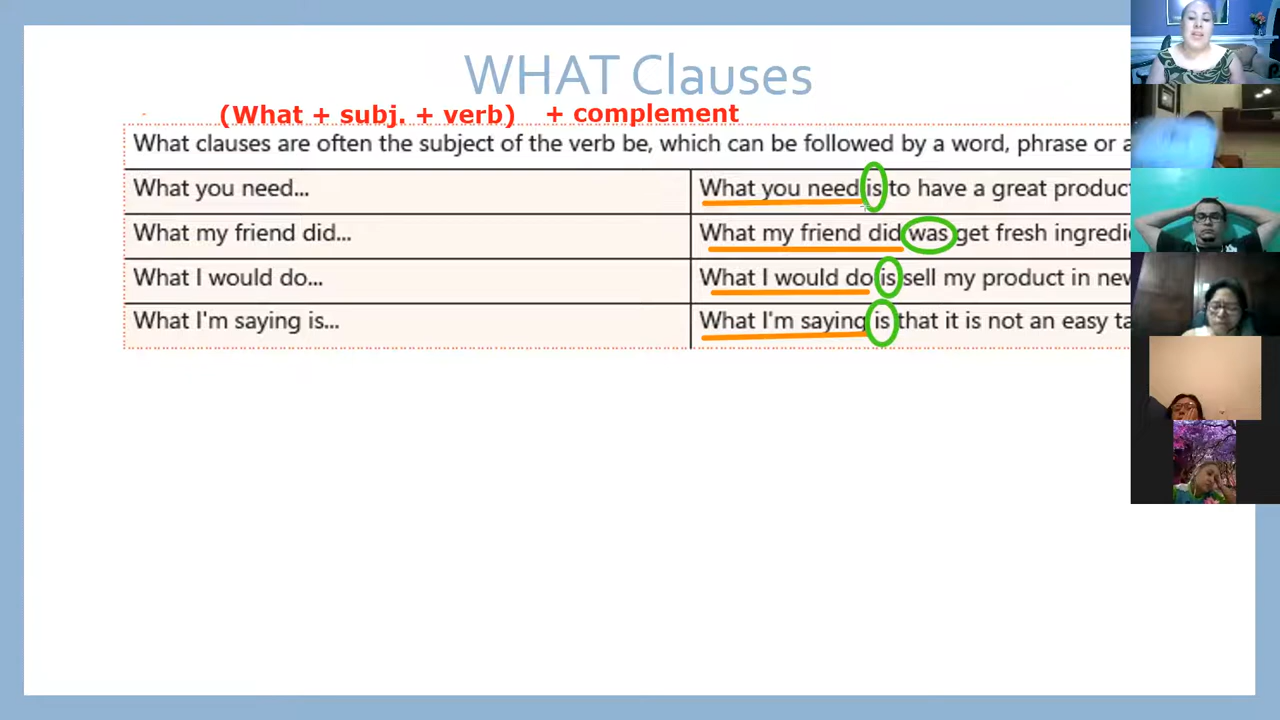 WHAT Clauses
(What + subj. + verb) + complement
What clauses are often the subject of the verb be, which can be followed by a word, phrase or a
What you need... What you need is to have a great product
What my friend did... What my friend did was get fresh ingredie
What I would do... What I would do is sell my product in new
What I'm saying is... What I'm saying is that it is not an easy ta